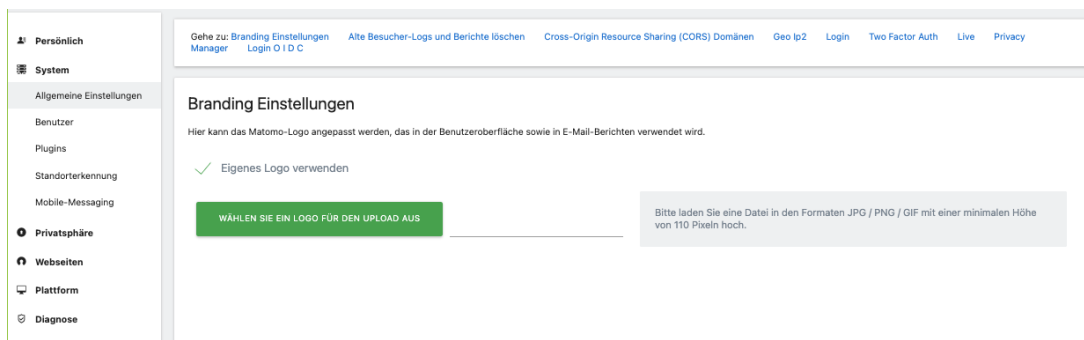 Persönlich
System
Allgemeine Einstellungen
Benutzer
Plugins
Standorterkennung
Mobile-Messaging
Privatsphäre
Webseiten
Plattform
Diagnose
Gehe zu: Branding Einstellungen Alte Besucher-Logs und Berichte löschen Cross-Origin Resource Sharing (CORS) Domänen Geo Ip2 Login Two Factor Auth Live Privacy
Manager Login O I D C
Branding Einstellungen
Hier kann das Matomo-Logo angepasst werden, das in der Benutzeroberfläche sowie in E-Mail-Berichten verwendet wird.
Eigenes Logo verwenden
WÄHLEN SIE EIN LOGO FÜR DEN UPLOAD AUS
Bitte laden Sie eine Datei in den Formaten JPG / PNG / GIF mit einer minimalen Höhe
von 110 Pixeln hoch.